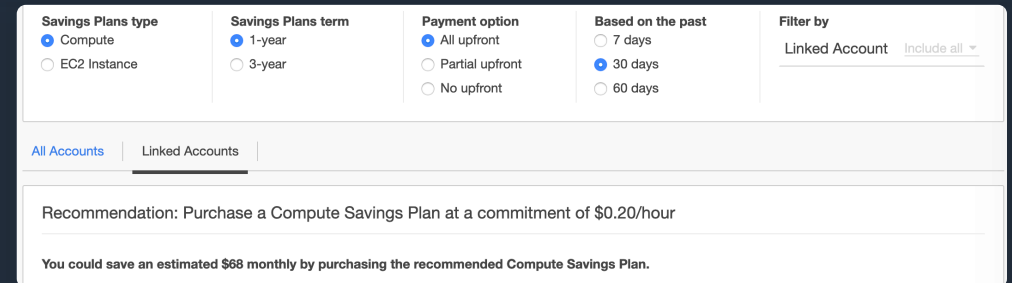 Savings Plans type
Compute
EC2 Instance
Savings Plans term
1-year
3-year
Payment option
All upfront
Partial upfront
No upfront
Based on the past
7 days
30 days
60 days
Filter by
Linked Account Include all
All Accounts
Linked Accounts
Recommendation: Purchase a Compute Savings Plan at a commitment of $0.20/hour
You could save an estimated $68 monthly by purchasing the recommended Compute Savings Plan.